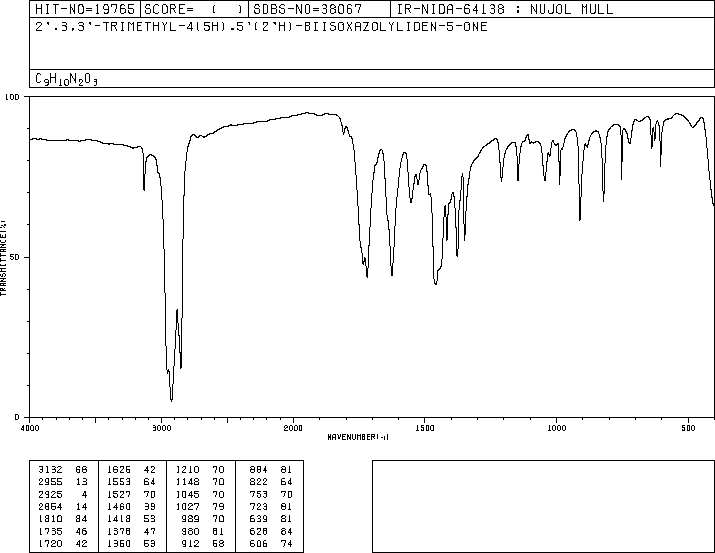 HIT-NO=19765 SCORE= ( ) SDBS-NO=38067 IR-NIDA-64138 : NUJOL MULL
2',3,3'-TRIMETHYL-4(5H),5'(2'H)-BIISOXAZOLYLIDEN-5-ONE
C9H10N2O3
100
50
0
TRANSMITTANCE(%)
4000 3000 2000 1500 1000 500
WAVENUMBER(-1)
3132 68 1626 42 1210 70 884 81
2955 13 1553 64 1148 70 822 64
2925 4 1527 70 1045 70 753 70
2854 14 1460 39 1027 79 723 81
1810 84 1418 53 989 70 639 81
1735 46 1378 47 980 81 628 84
1720 42 1350 53 912 58 606 74